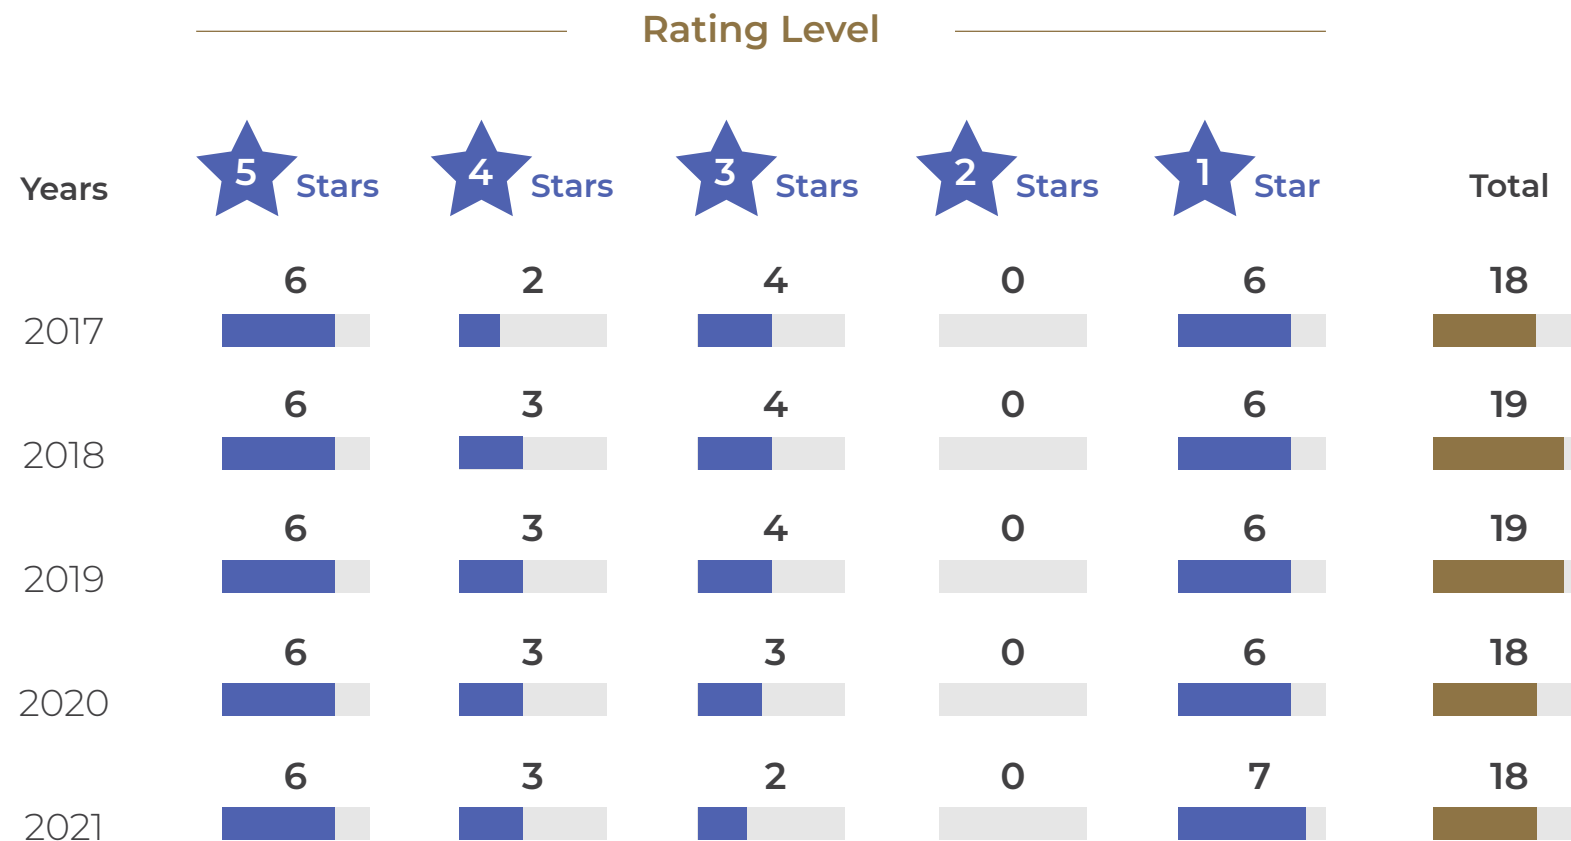 Rating Level
Years 5 Stars 4 Stars 3 Stars 2 Stars 1 Star Total
6 2 4 0 6 18
2017
6 3 4 0 6 19
2018
6 3 4 0 6 19
2019
6 3 3 0 6 18
2020
6 3 2 0 7 18
2021